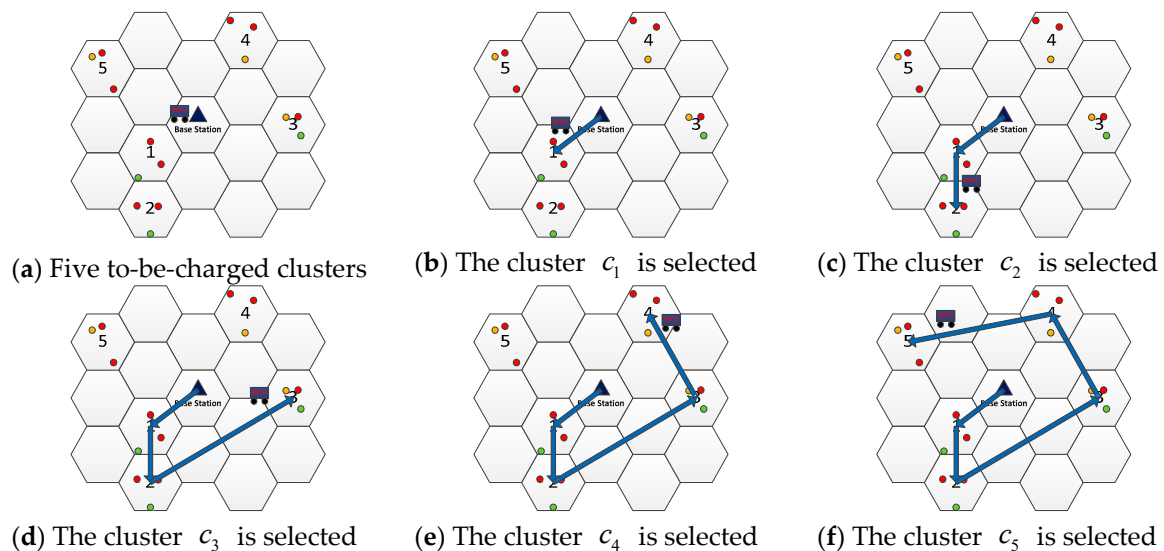 4
5
3
Base Station
1
2
(a) Five to-be-charged clusters
4
5
3
Base Station
1
2
(b) The cluster c1 is selected
4
5
3
Base Station
1
2
(c) The cluster c2 is selected
4
5
3
Base Station
1
2
(d) The cluster c3 is selected
4
5
3
Base Station
1
2
(e) The cluster c4 is selected
4
5
3
Base Station
1
2
(f) The cluster c5 is selected